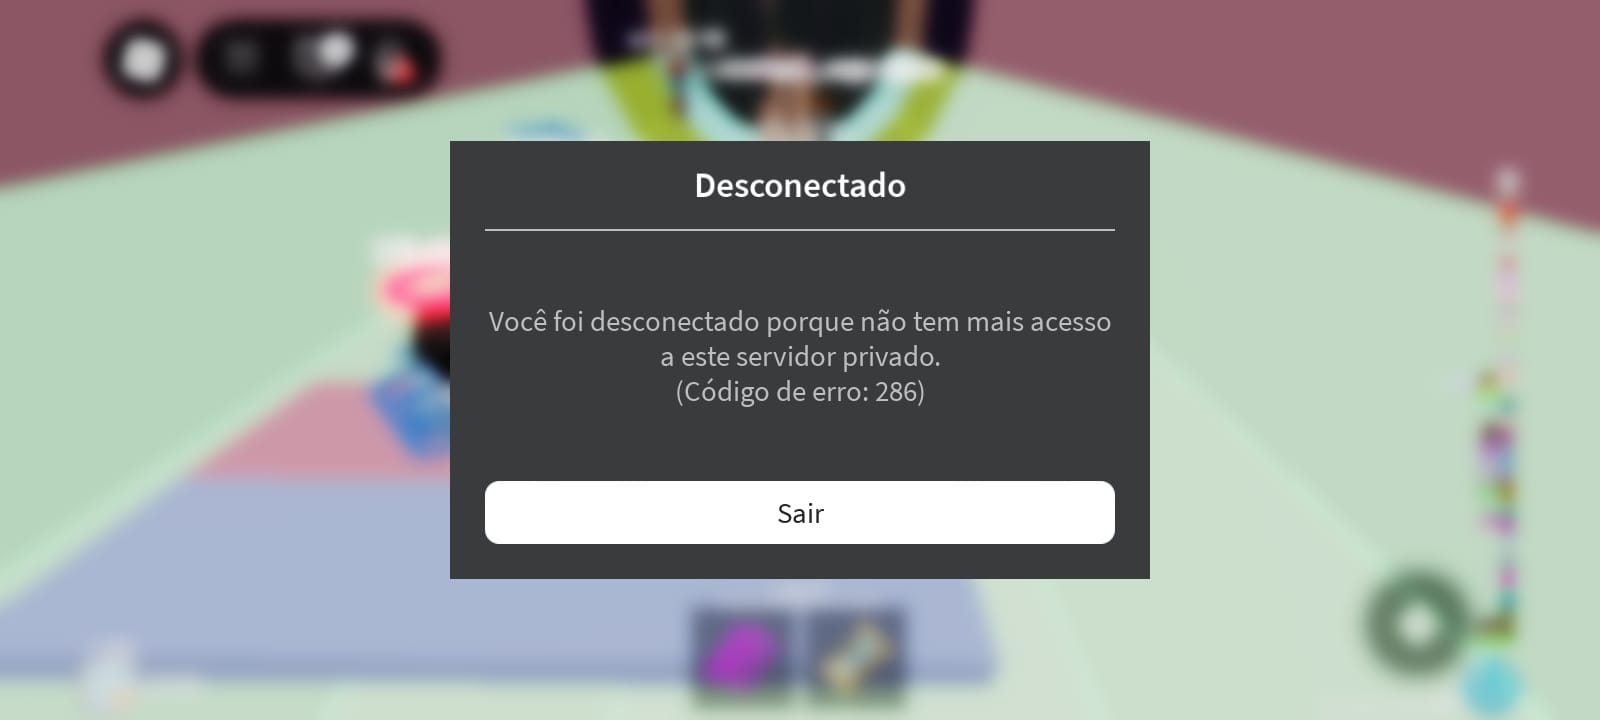 Desconectado
Você foi desconectado porque não tem mais acesso
a este servidor privado.
(Código de erro: 286)
Sair